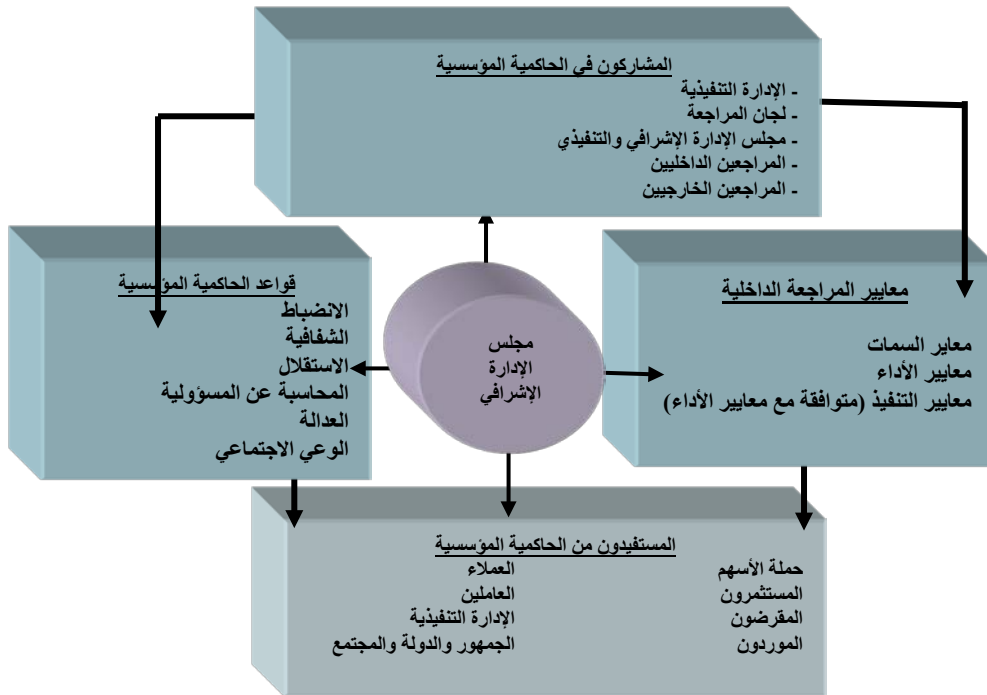 المشاركون في الحاكمية المؤسسية
- الإدارة التنفيذية
- لجان المراجعة
- مجلس الإدارة الإشرافي والتنفيذي
- المراجعين الداخليين
- المراجعين الخارجيين
معايير المراجعة الداخلية
معاير السمات
معايير الأداء
معايير التنفيذ (متوافقة مع معايير الأداء)
مجلس
الإدارة
الإشرافي
قواعد الحاكمية المؤسسية
الانضباط
الشفافية
الاستقلال
المحاسبة عن المسؤولية
العدالة
الوعي الاجتماعي
المستفيدون من الحاكمية المؤسسية
حملة الأسهم
المستثمرون
المقرضون
الموردون
العملاء
العاملين
الإدارة التنفيذية
الجمهور والدولة والمجتمع